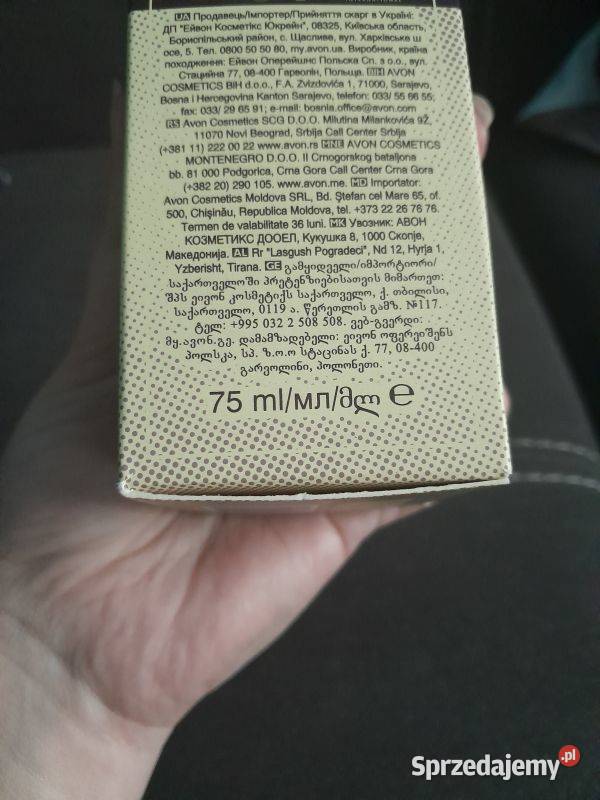 UA Продавець/Імпортер/Прийняття скарг в Україні:
ДП "Ейвон Косметікс Юкрейн", 08325, Київська область,
Бориспільський район, с. Щасливе, вул. Харківське ш
осе, 5. Тел. 0800 50 50 80, my.avon.ua. Виробник, країна
походження: Ейвон Оперейшнс Польска Сп. з о.о., вул.
Стаційна 77, 08-400 Гарволін, Польща. BIH AVON
COSMETICS BIH d.o.o., F.A. Zvizdovića 1, 71000, Sarajevo,
Bosna i Hercegovina Kanton Sarajevo, telefon: 033/ 55 66 55;
fax: 033/ 29 65 91; e-mail: bosnia.office@avon.com
RS Avon Cosmetics SCG D.O.O. Milutina Milankovića 9Ž,
11070 Novi Beograd, Srbija Call Center Srbija
(+381 11) 222 00 22 www.avon.rs MNE AVON COSMETICS
MONTENEGRO D.O.O. II Crnogorskog bataljona
bb. 81 000 Podgorica, Crna Gora Call Center Crna Gora
(+382 20) 290 105. www.avon.me. MD Importator:
Avon Cosmetics Moldova SRL, Bd. Ștefan cel Mare 65, of.
500, Chișinău, Republica Moldova, tel. +373 22 26 76 76.
Termen de valabilitate 36 luni. MK Увозник: АВОН
КОЗМЕТИКС ДООЕЛ, Кукушка 8, 1000 Скопје,
Македонија. AL Rr "Lasgush Pogradeci", Nd 12, Hyrja 1,
Yzberisht, Tirana. GE გამყიდველი/იმპორტიორი/
საქართველოში პრეტენზიებისათვის მიმართეთ:
შპს ეივონ კოსმეტიქს საქართველო, ქ. თბილისი,
საქართველო, 0119 ა. წერეთლის გამზ. №117.
ტელ: +995 032 2 508 508. ვებ-გვერდი:
მყ.ავონ.გე. დამამზადებელი: ეივონ ოფერეიშენს
პოლსკა, სპ. ზ.ო.ო სტაცინას ქ. 77, 08-400
გარვოლინი, პოლონეთი.
75 ml/мл/მლ ℮
Sprzedajemy.pl